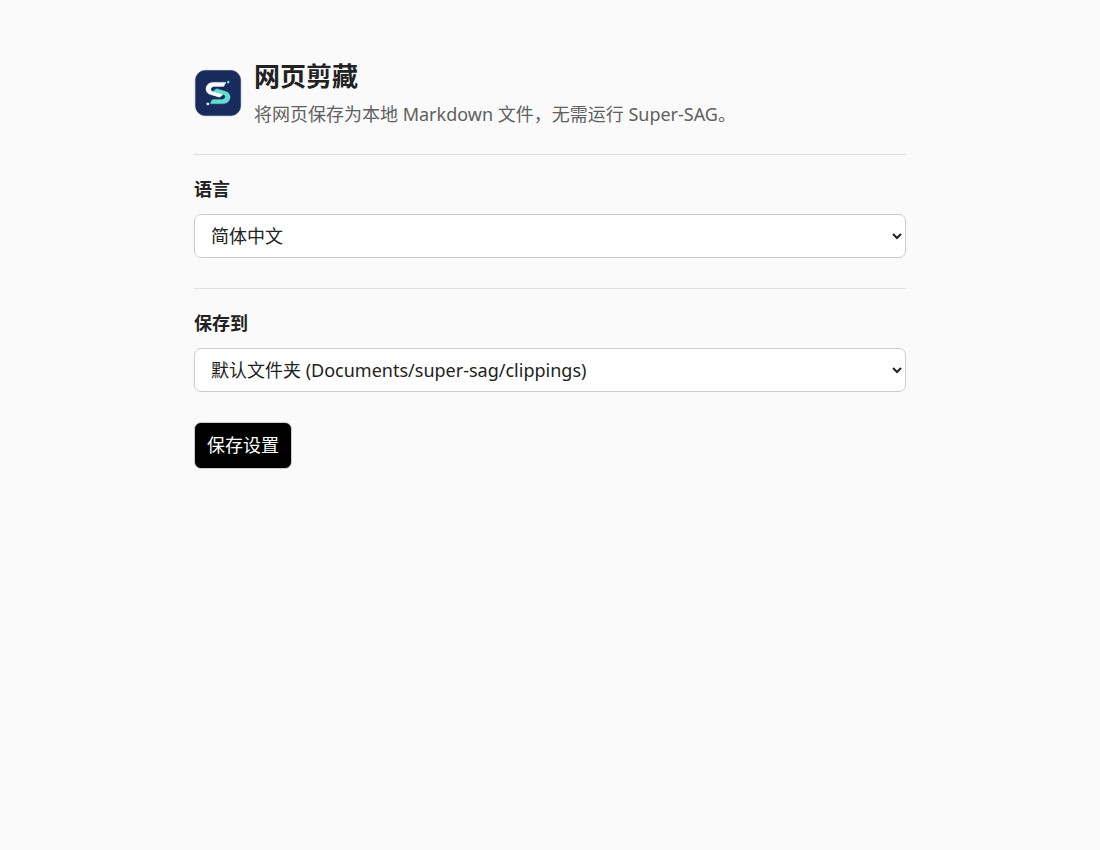 网页剪藏
将网页保存为本地 Markdown 文件，无需运行 Super-SAG。
语言
简体中文
保存到
默认文件夹 (Documents/super-sag/clippings)
保存设置